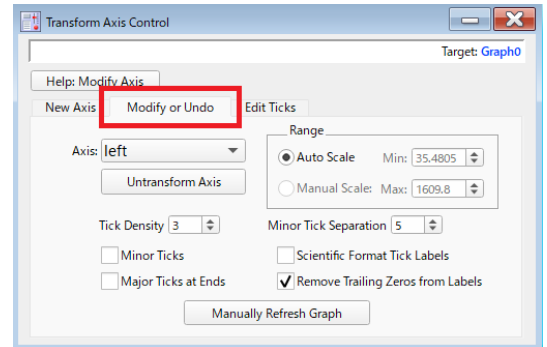 Transform Axis Control
Target: Graph0
Help: Modify Axis
New Axis Modify or Undo Edit Ticks
Range
Axis: left
Auto Scale Min: 35.4805
Untransform Axis
Manual Scale: Max: 1609.8
Tick Density 3 Minor Tick Separation 5
Minor Ticks Scientific Format Tick Labels
Major Ticks at Ends Remove Trailing Zeros from Labels
Manually Refresh Graph